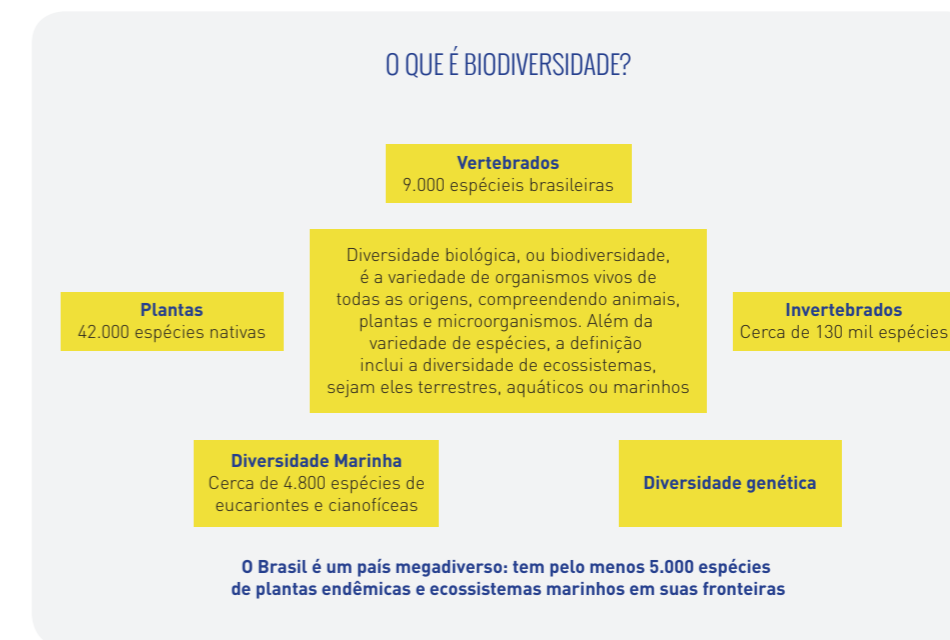 O QUE É BIODIVERSIDADE?
Vertebrados
9.000 espécieis brasileiras
Diversidade biológica, ou biodiversidade,
é a variedade de organismos vivos de
todas as origens, compreendendo animais,
plantas e microorganismos. Além da
variedade de espécies, a definição
inclui a diversidade de ecossistemas,
sejam eles terrestres, aquáticos ou marinhos
Plantas
42.000 espécies nativas
Invertebrados
Cerca de 130 mil espécies
Diversidade Marinha
Cerca de 4.800 espécies de
eucariontes e cianofíceas
Diversidade genética
O Brasil é um país megadiverso: tem pelo menos 5.000 espécies
de plantas endêmicas e ecossistemas marinhos em suas fronteiras